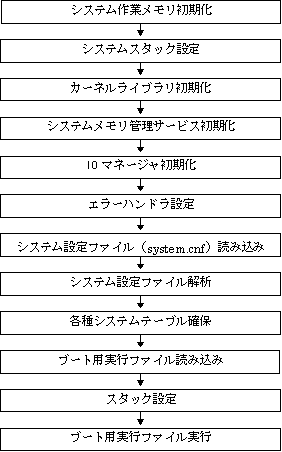 システム作業メモリ初期化
システムスタック設定
カーネルライブラリ初期化
システムメモリ管理サービス初期化
IO マネージャ初期化
エラーハンドラ設定
システム設定ファイル（system.cnf）読み込み
システム設定ファイル解析
各種システムテーブル確保
ブート用実行ファイル読み込み
スタック設定
ブート用実行ファイル実行